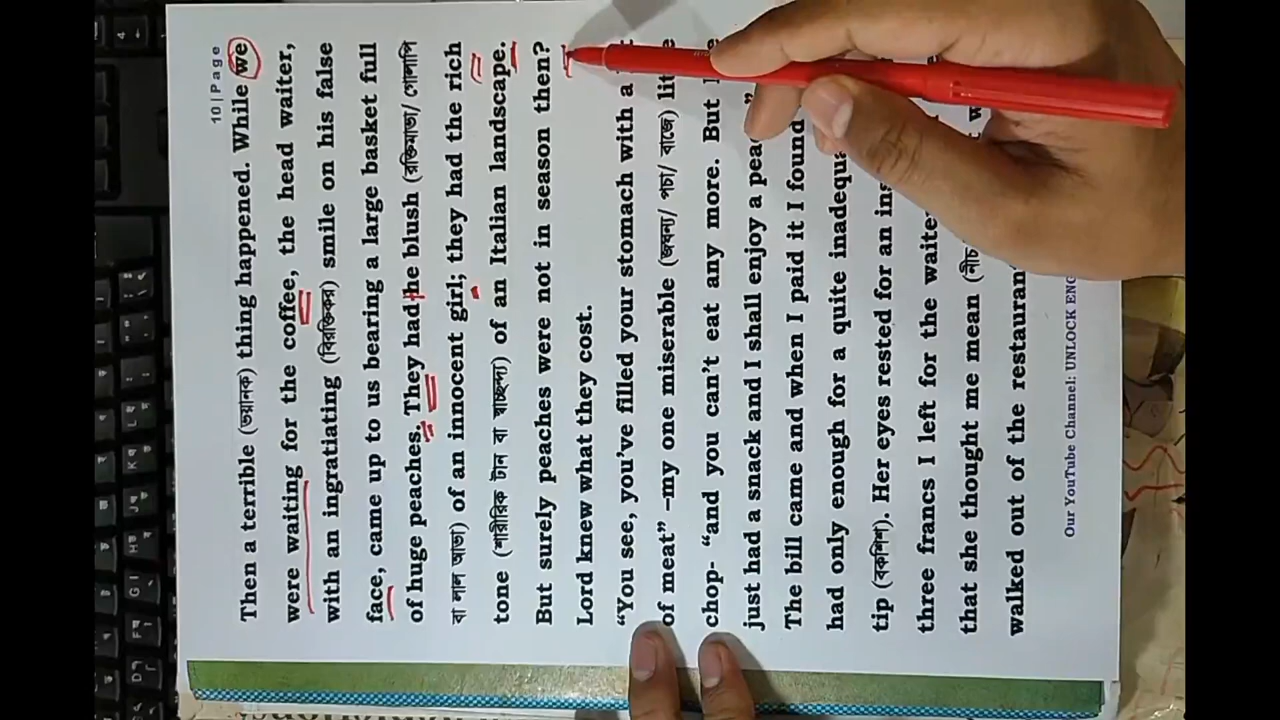 10 | Page
Then a terrible (ভয়ানক) thing happened. While we
were waiting for the coffee, the head waiter,
with an ingratiating (বিরক্তিকর) smile on his false
face, came up to us bearing a large basket full
of huge peaches. They had the blush (রক্তিমাভা/ গোলাপি
বা লাল আভা) of an innocent girl; they had the rich
tone (শারীরিক টান বা স্বাচ্ছন্দ্য) of an Italian landscape.
But surely peaches were not in season then?
Lord knew what they cost.
“You see, you’ve filled your stomach with a
of meat” –my one miserable (জঘন্য/ পচা/ বাজে)
chop- “and you can’t eat any more. But
just had a snack and I shall enjoy a
The bill came and when I paid it I found
had only enough for a quite
tip (বকশিশ). Her eyes rested for an
three francs I left for the
that she thought me mean
walked out of the
Our YouTube Channel: UNLOCK